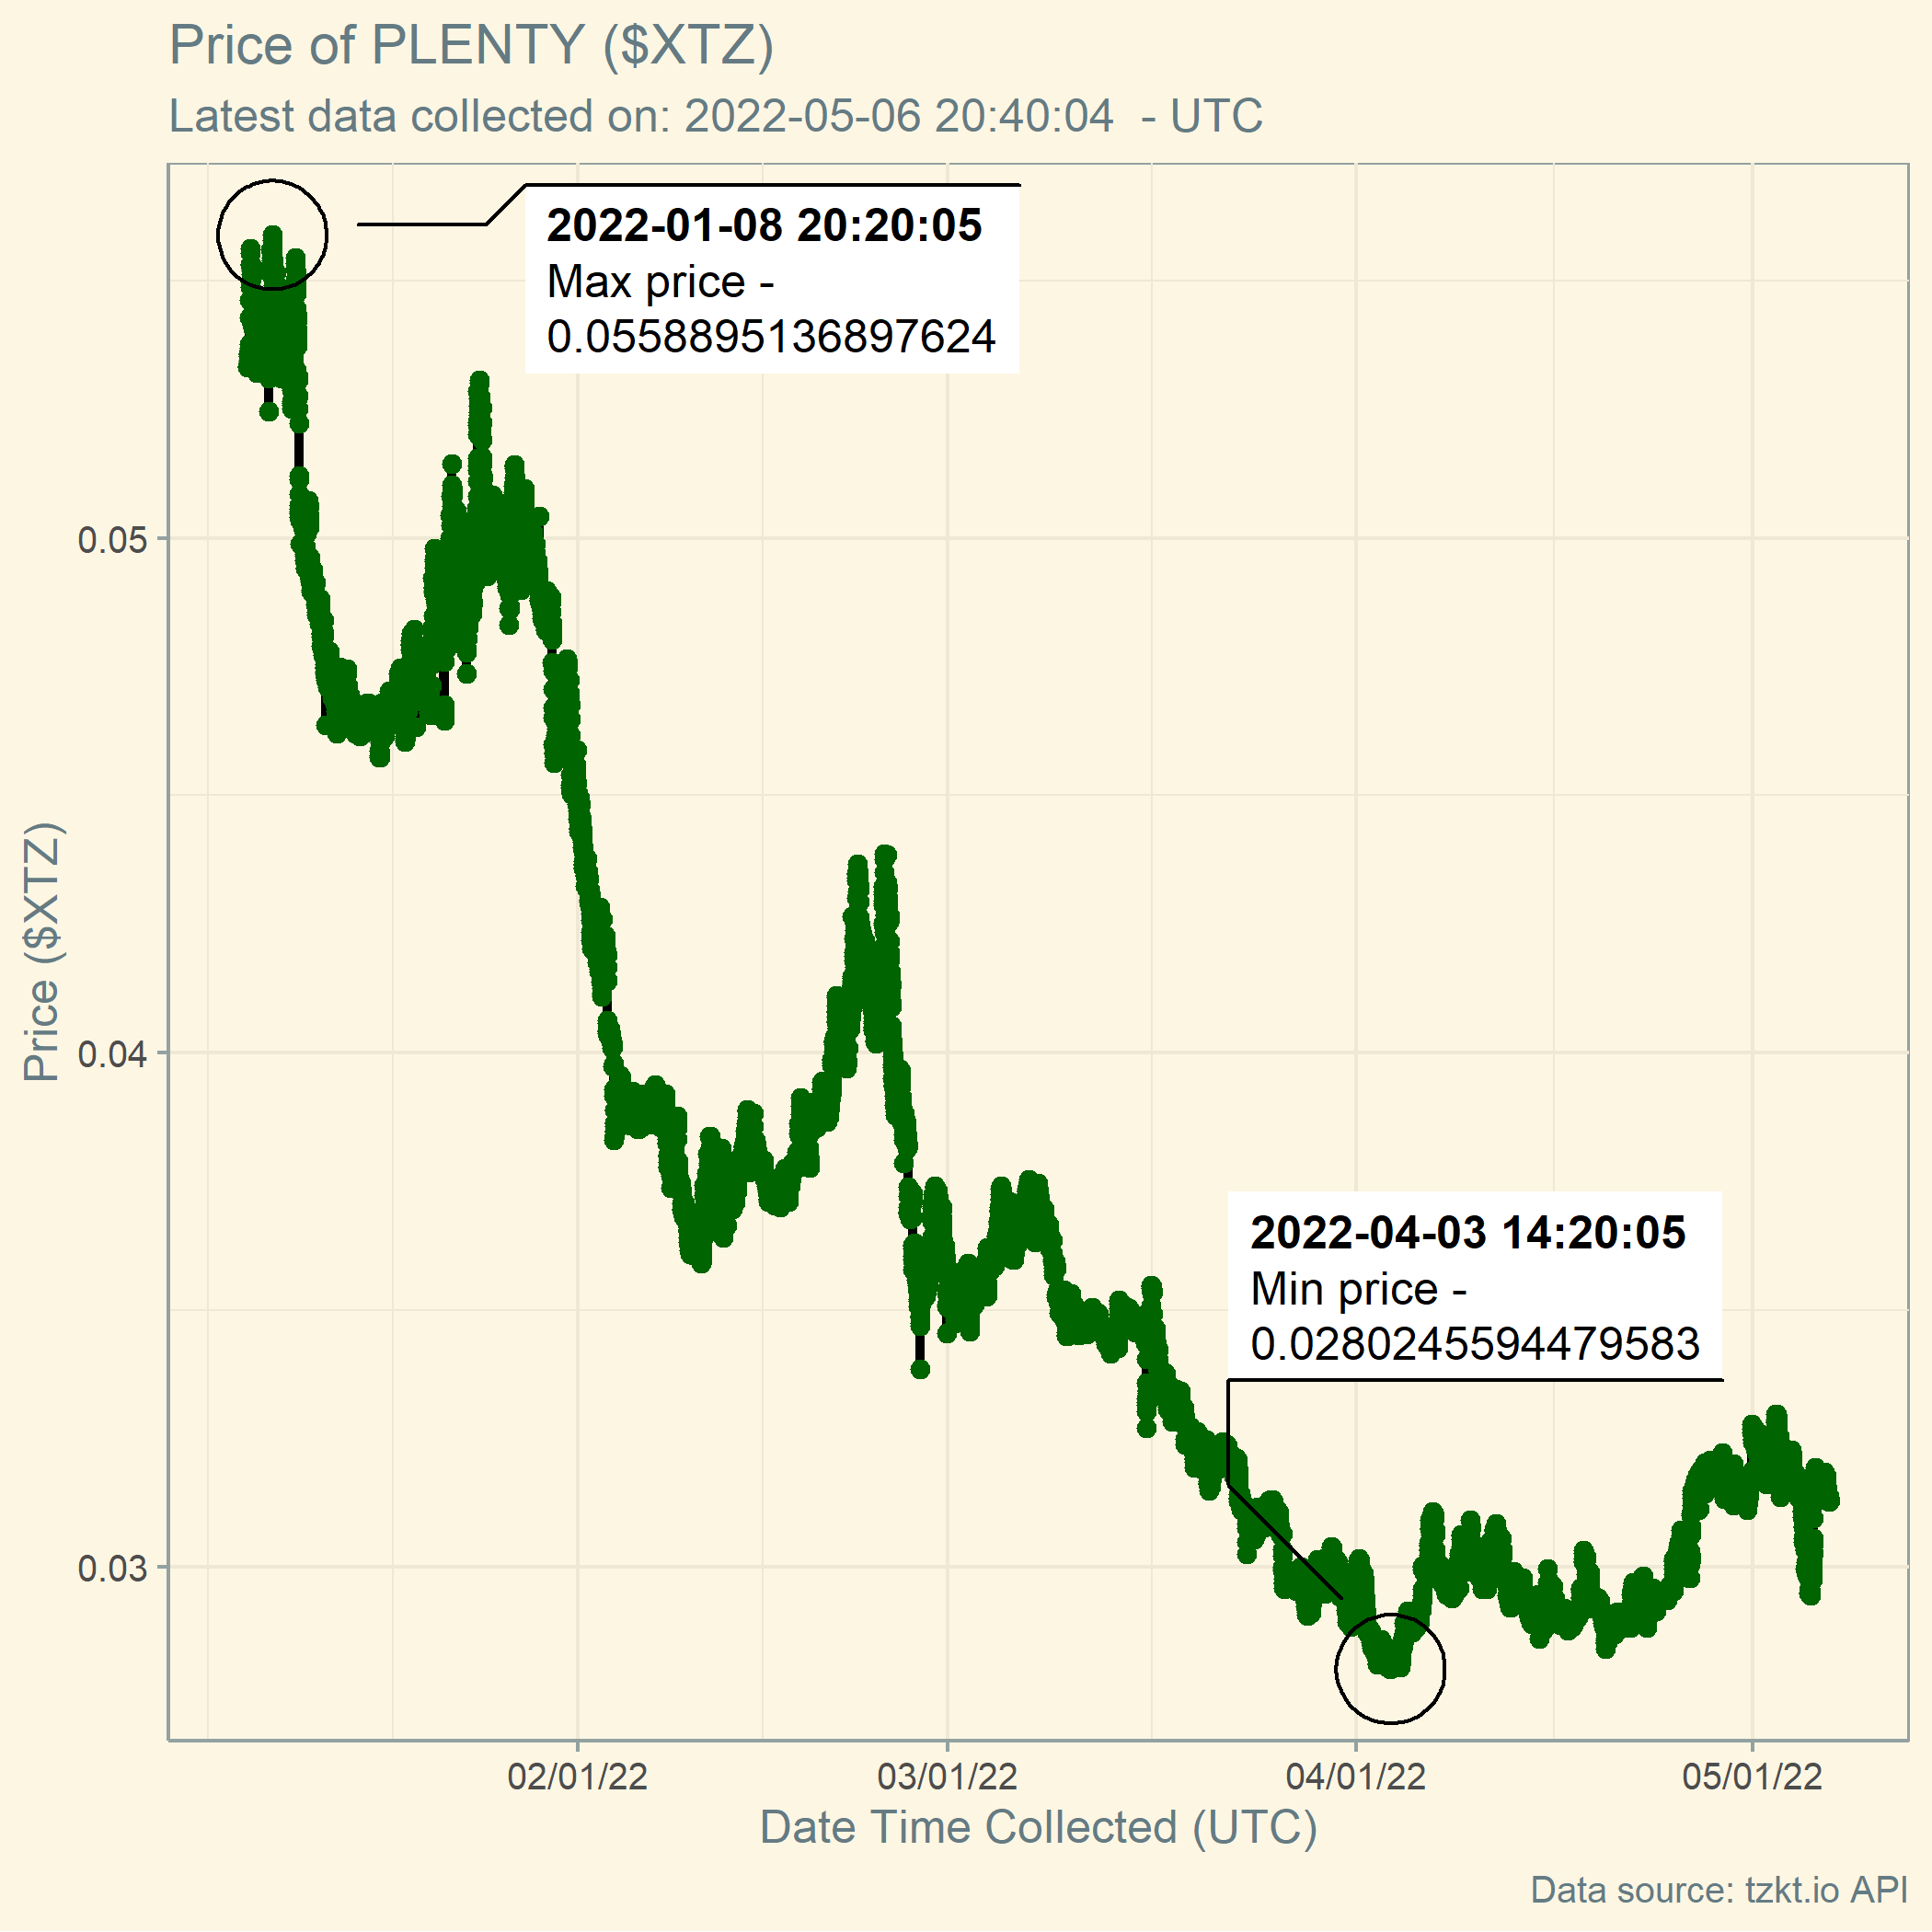 Price of PLENTY ($XTZ)
Latest data collected on: 2022-05-06 20:40:04  - UTC
2022-01-08 20:20:05
Max price -
0.0558895136897624
0.05
0.04
0.03
Price ($XTZ)
2022-04-03 14:20:05
Min price -
0.0280245594479583
02/01/22
03/01/22
04/01/22
05/01/22
Date Time Collected (UTC)
Data source: tzkt.io API